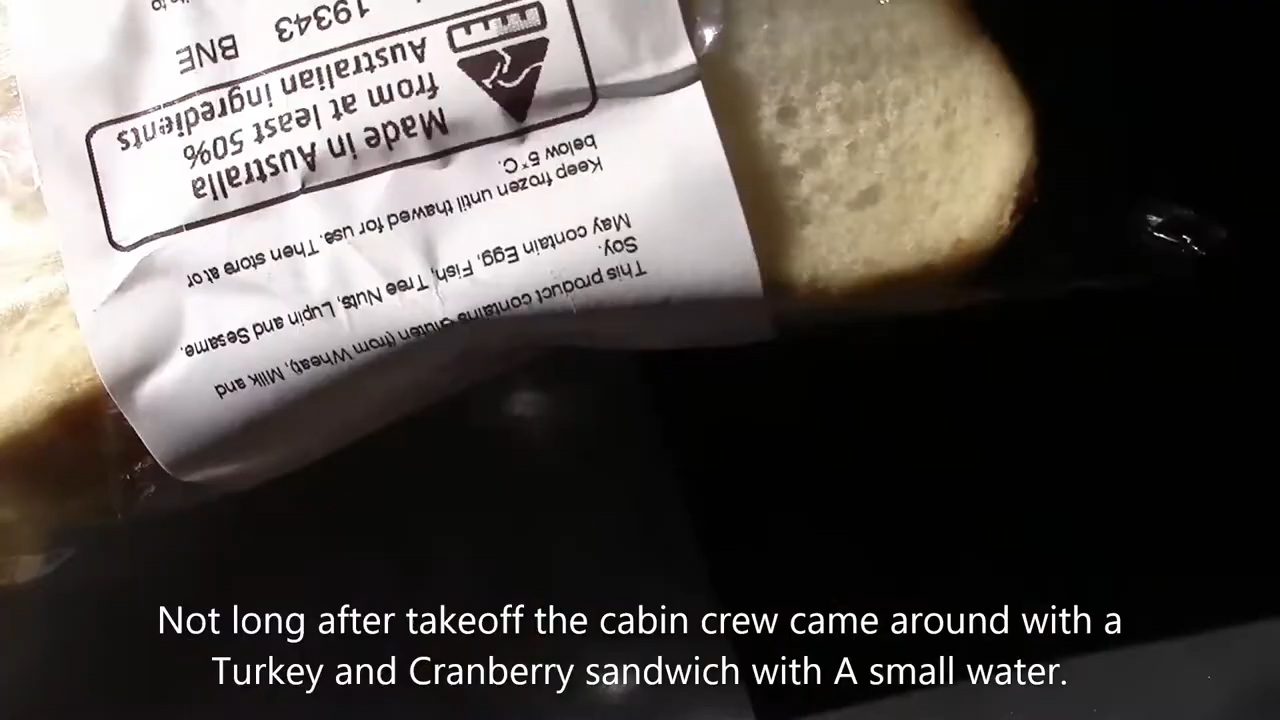 This product contains Gluten (from Wheat), Milk and
Soy.
May contain Egg, Fish, Tree Nuts, Lupin and Sesame.
Keep frozen until thawed for use. Then store at or
below 5°C.
Made in Australia
from at least 50%
Australian ingredients
BNE 19343
Not long after takeoff the cabin crew came around with a
Turkey and Cranberry sandwich with A small water.